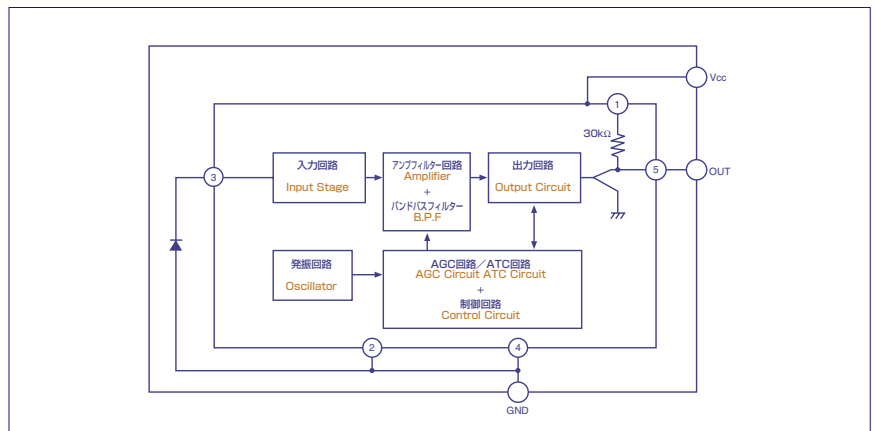 Vcc
1
30kΩ
3
入力回路
Input Stage
アンプフィルター回路
Amplifier
+
バンドパスフィルター
B.P.F
出力回路
Output Circuit
5
OUT
発振回路
Oscillator
AGC回路／ATC回路
AGC Circuit ATC Circuit
+
制御回路
Control Circuit
2
4
GND